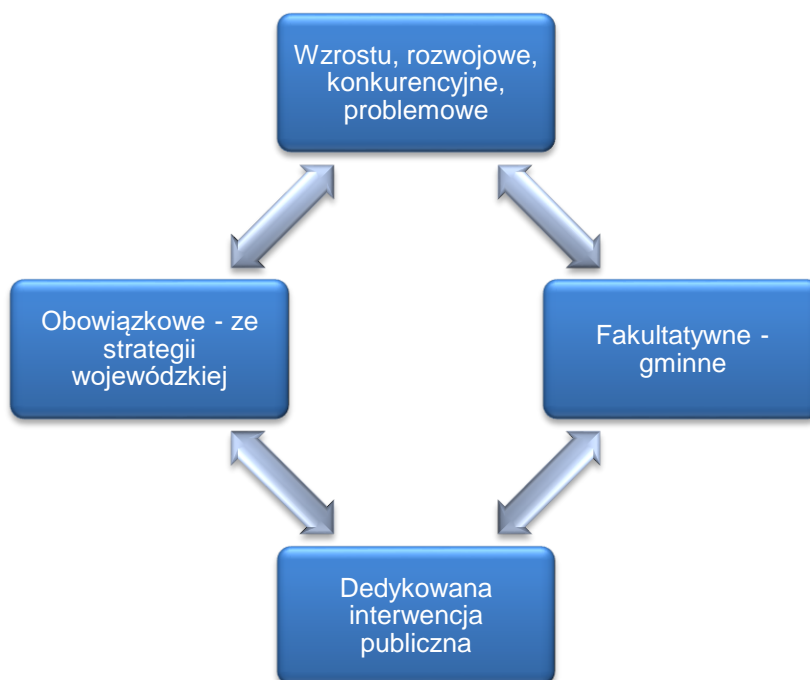 Wzrostu, rozwojowe,
konkurencyjne,
problemowe
Obowiązkowe - ze
strategii
wojewódzkiej
Fakultatywne -
gminne
Dedykowana
interwencja
publiczna